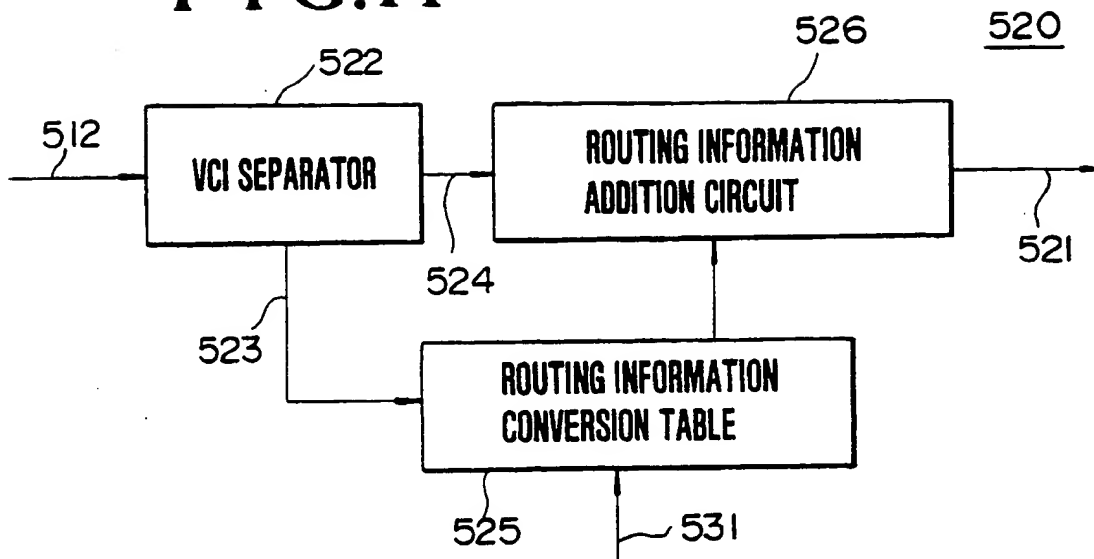 520
526
522
512
VCI SEPARATOR
ROUTING INFORMATION
ADDITION CIRCUIT
524
521
523
ROUTING INFORMATION
CONVERSION TABLE
525
531